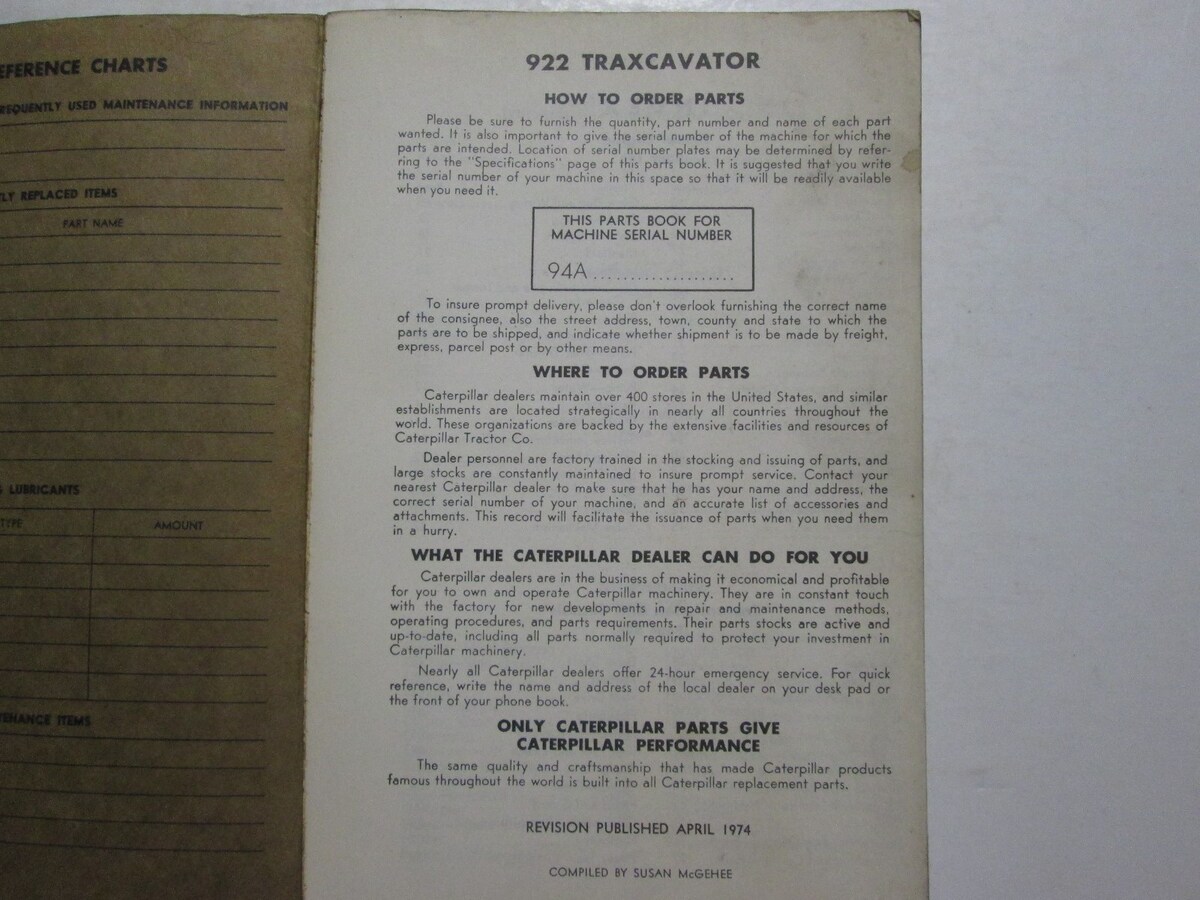 EFERENCE CHARTS
REQUENTLY USED MAINTENANCE INFORMATION
LY REPLACED ITEMS
PART NAME
LUBRICANTS
TYPE
AMOUNT
TENANCE ITEMS
922 TRAXCAVATOR
HOW TO ORDER PARTS
Please be sure to furnish the quantity, part number and name of each part
wanted. It is also important to give the serial number of the machine for which the
parts are intended. Location of serial number plates may be determined by refer-
ring to the "Specifications" page of this parts book. It is suggested that you write
the serial number of your machine in this space so that it will be readily available
when you need it.
THIS PARTS BOOK FOR
MACHINE SERIAL NUMBER
94A....................
To insure prompt delivery, please don't overlook furnishing the correct name
of the consignee, also the street address, town, county and state to which the
parts are to be shipped, and indicate whether shipment is to be made by freight,
express, parcel post or by other means.
WHERE TO ORDER PARTS
Caterpillar dealers maintain over 400 stores in the United States, and similar
establishments are located strategically in nearly all countries throughout the
world. These organizations are backed by the extensive facilities and resources of
Caterpillar Tractor Co.
Dealer personnel are factory trained in the stocking and issuing of parts, and
large stocks are constantly maintained to insure prompt service. Contact your
nearest Caterpillar dealer to make sure that he has your name and address, the
correct serial number of your machine, and an accurate list of accessories and
attachments. This record will facilitate the issuance of parts when you need them
in a hurry.
WHAT THE CATERPILLAR DEALER CAN DO FOR YOU
Caterpillar dealers are in the business of making it economical and profitable
for you to own and operate Caterpillar machinery. They are in constant touch
with the factory for new developments in repair and maintenance methods,
operating procedures, and parts requirements. Their parts stocks are active and
up-to-date, including all parts normally required to protect your investment in
Caterpillar machinery.
Nearly all Caterpillar dealers offer 24-hour emergency service. For quick
reference, write the name and address of the local dealer on your desk pad or
the front of your phone book.
ONLY CATERPILLAR PARTS GIVE
CATERPILLAR PERFORMANCE
The same quality and craftsmanship that has made Caterpillar products
famous throughout the world is built into all Caterpillar replacement parts.
REVISION PUBLISHED APRIL 1974
COMPILED BY SUSAN McGEHEE